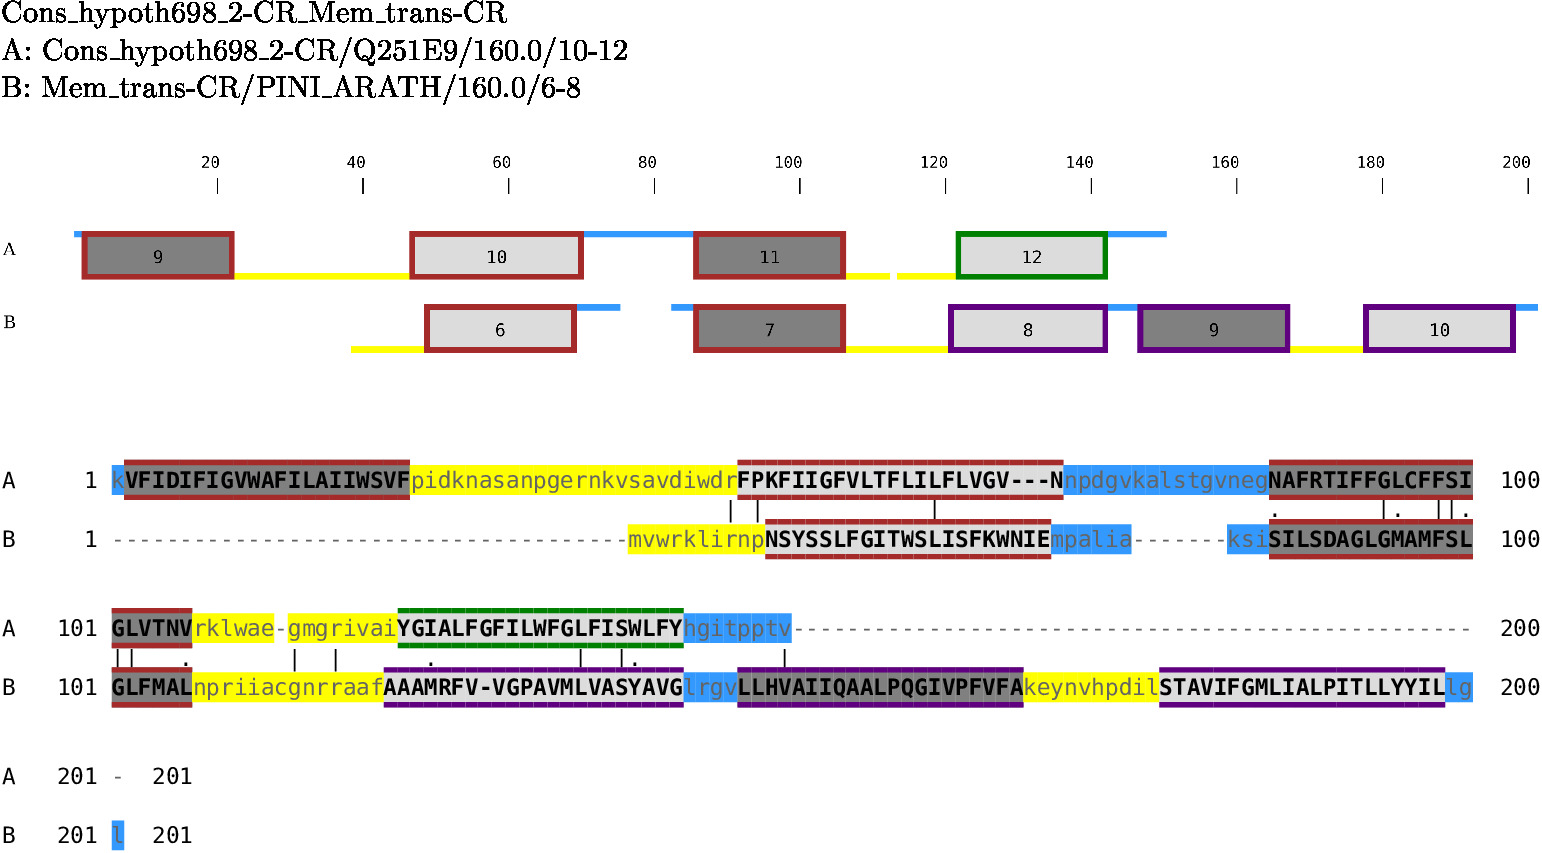 Cons_hypoth698_2-CR_Mem_trans-CR
A: Cons_hypoth698_2-CR/Q251E9/160.0/10-12
B: Mem_trans-CR/PINI_ARATH/160.0/6-8
20 40 60 80 100 120 140 160 180 200
A 9 10 11 12
B 6 7 8 9 10
A 1 kVFIDIFIGVWAFILAIIWSVFpidknasanpgernkvsavdiwdrFPKFIIGFVLTFLILFLVGV---NnpdgvkalstgvnegNAFRTIFFGLCFFSI 100
B 1 --------------------------------------mvwrklirnpNSYSSLFGITWSLISFKWNIEmpalia-------ksiSILSDAGLGMAMFSL 100
A 101 GLVTNVrklwae-gmgrivaiYGIALFGFILWFGLFISWLFYhgitpptv-------------------------------------------------- 200
B 101 GLFMALnpriiacgnrraafAAAMRFV-VGPAVMLVASYAVGlrgvLLHVAIIQAALPQGIVPFVFAkeynvhpdilSTAVIFGMLIALPITLLYYILlg 200
A 201 - 201
B 201 l 201